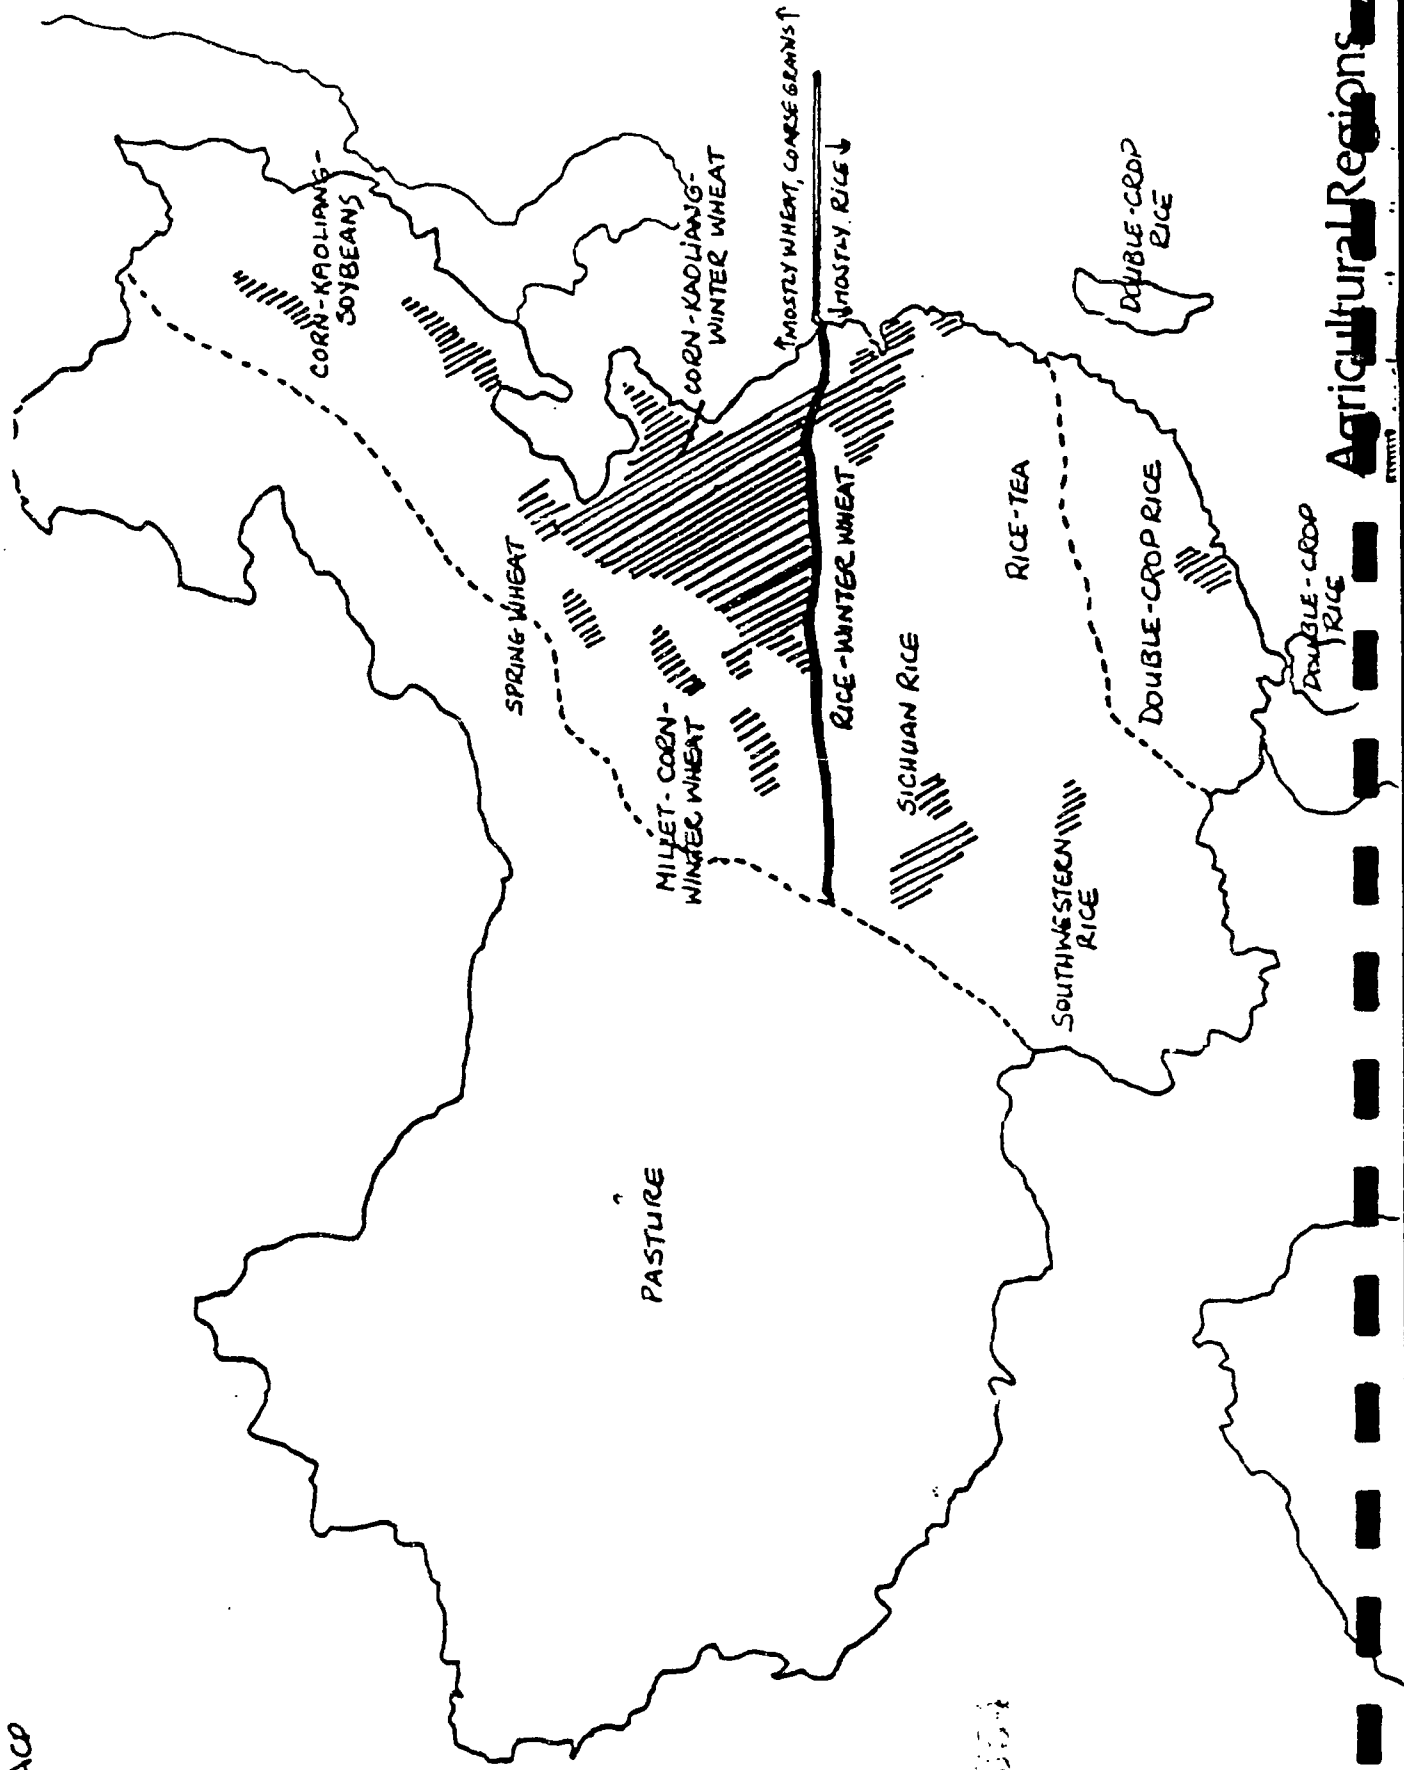 CORN-KAOLIANG-
SOYBEANS
SPRING WHEAT
CORN-KAOLIANG-
WINTER WHEAT
MILLET-CORN-
WINTER WHEAT
PASTURE
↑MOSTLY WHEAT, COARSE GRAINS↑
↓MOSTLY RICE↓
RICE-WINTER WHEAT
SICHUAN RICE
RICE-TEA
SOUTHWESTERN
RICE
DOUBLE-CROP RICE
DOUBLE-CROP
RICE
DOUBLE-CROP
RICE
Agricultural Regions